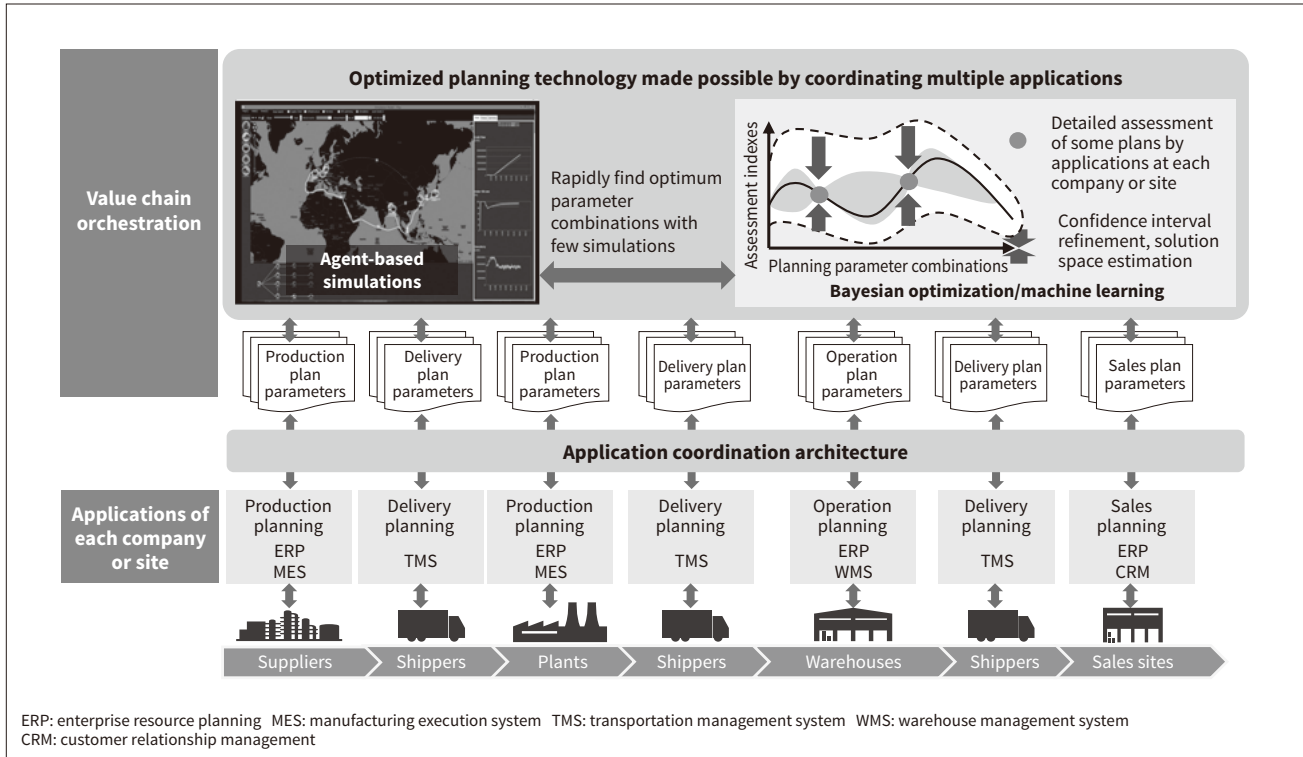 Optimized planning technology made possible by coordinating multiple applications
Value chain
orchestration
Agent-based
simulations
Rapidly find optimum
parameter
combinations with
few simulations
Assessment indexes
Planning parameter combinations
Bayesian optimization/machine learning
Detailed assessment
of some plans by
applications at each
company or site
Confidence interval
refinement, solution
space estimation
Production
plan
parameters
Delivery
plan
parameters
Production
plan
parameters
Delivery plan
parameters
Operation
plan
parameters
Delivery plan
parameters
Sales plan
parameters
Application coordination architecture
Applications of
each company
or site
Production
planning
ERP
MES
Delivery
planning
TMS
Production
planning
ERP
MES
Delivery
planning
TMS
Operation
planning
ERP
WMS
Delivery
planning
TMS
Sales
planning
ERP
CRM
Suppliers
Shippers
Plants
Shippers
Warehouses
Shippers
Sales sites
ERP: enterprise resource planning MES: manufacturing execution system TMS: transportation management system WMS: warehouse management system
CRM: customer relationship management